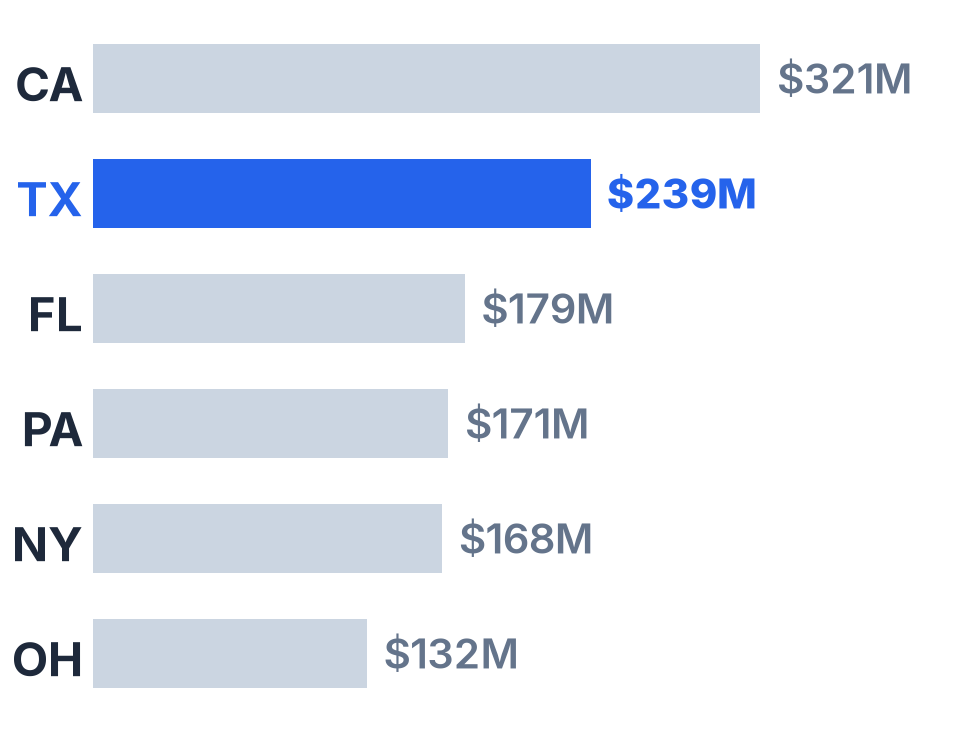 CA $321M
TX $239M
FL $179M
PA $171M
NY $168M
OH $132M